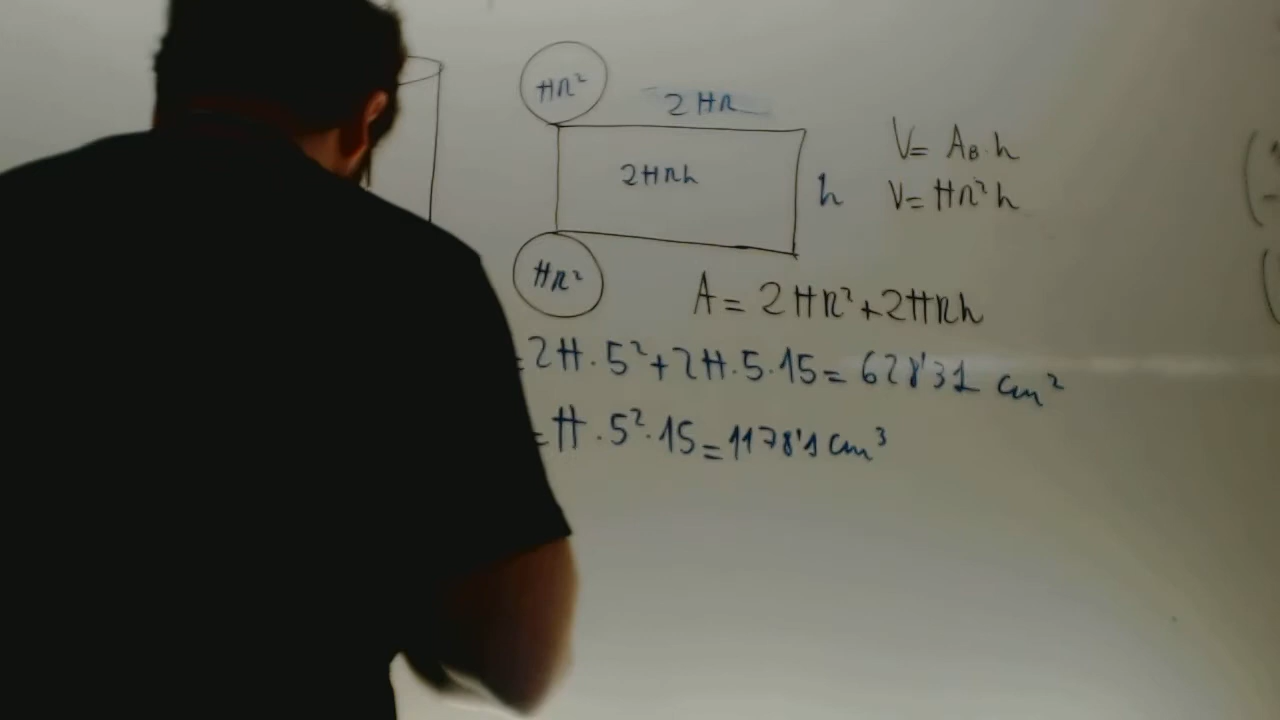 πR²
2πR
2πRh
h
πR²
V= A_B·h
V= πR²h
A = 2πR²+2πRh
=2π·5²+2π·5·15= 628'31 cm²
=π·5²·15=1178'1 cm³